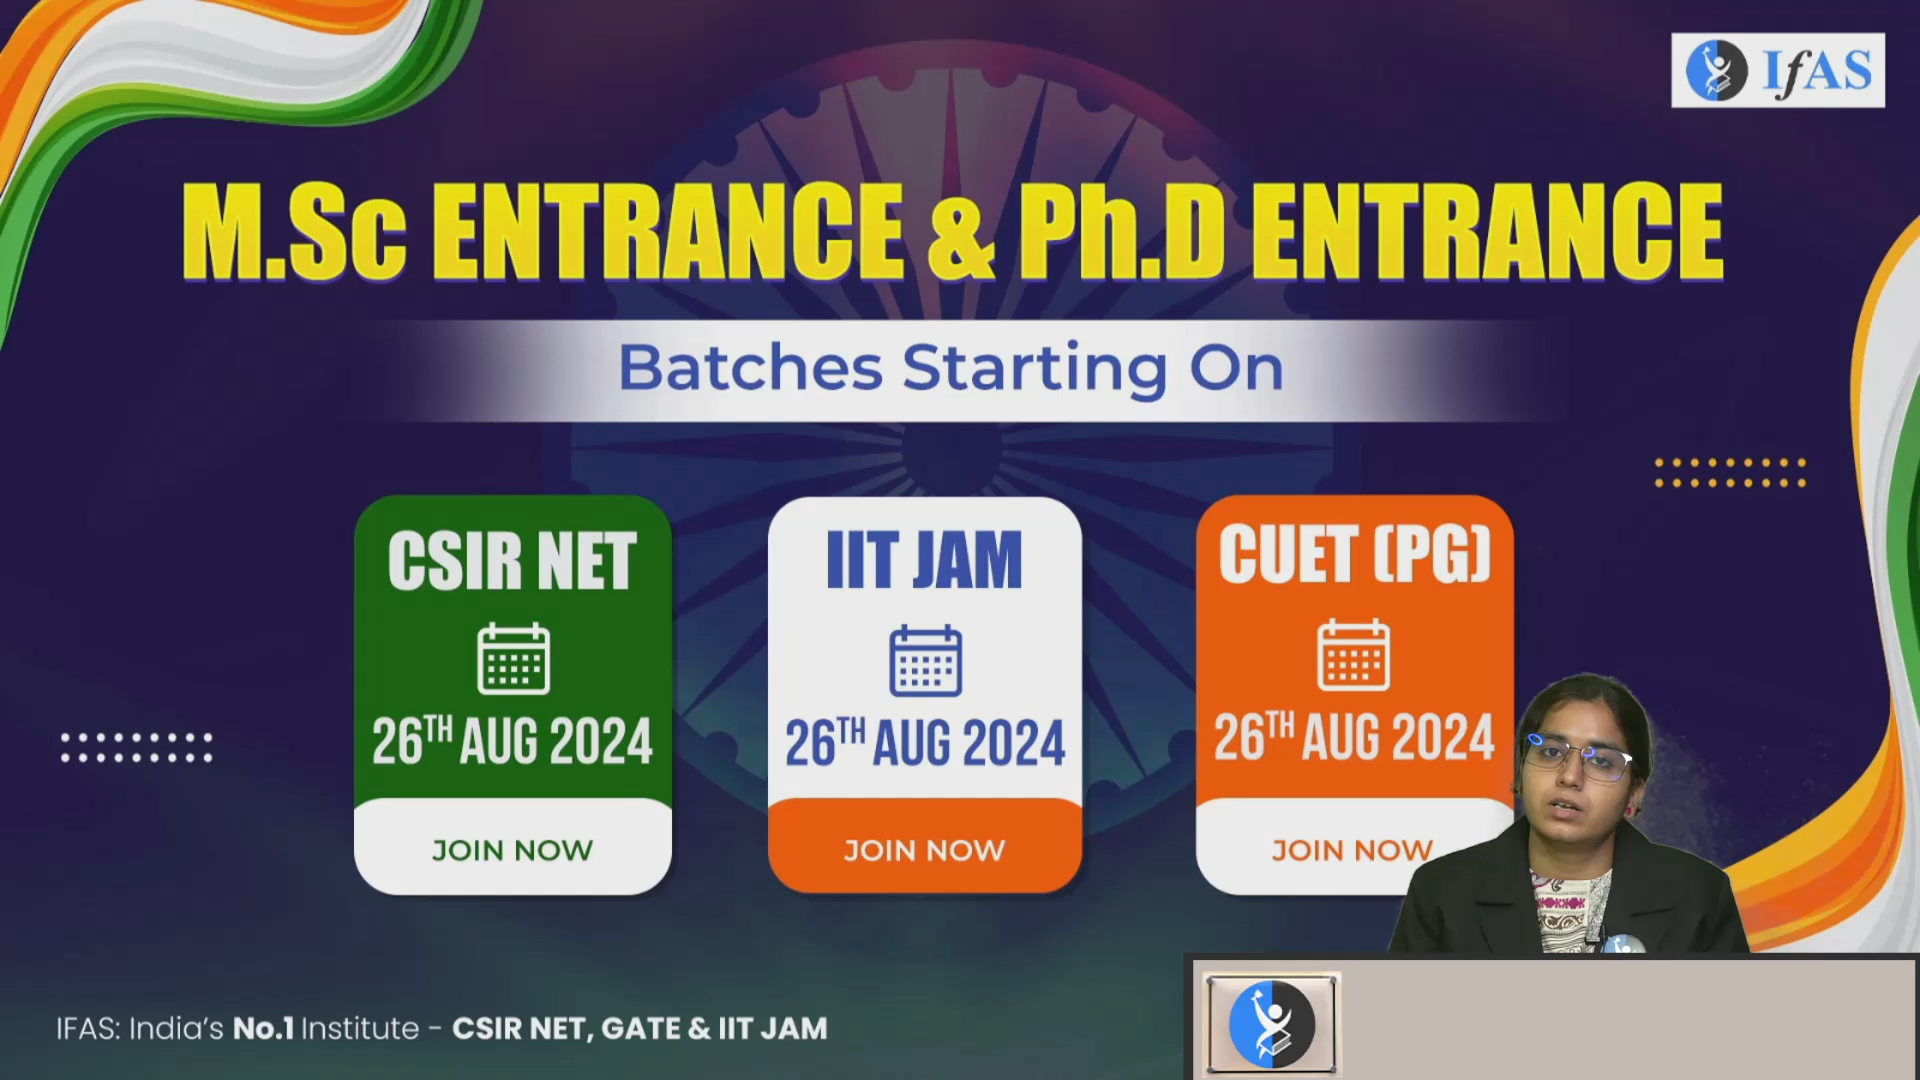 IfAS
M.Sc ENTRANCE & Ph.D ENTRANCE
Batches Starting On
CSIR NET
26TH AUG 2024
JOIN NOW
IIT JAM
26TH AUG 2024
JOIN NOW
CUET (PG)
26TH AUG 2024
JOIN NOW
IFAS: India's No.1 Institute - CSIR NET, GATE & IIT JAM